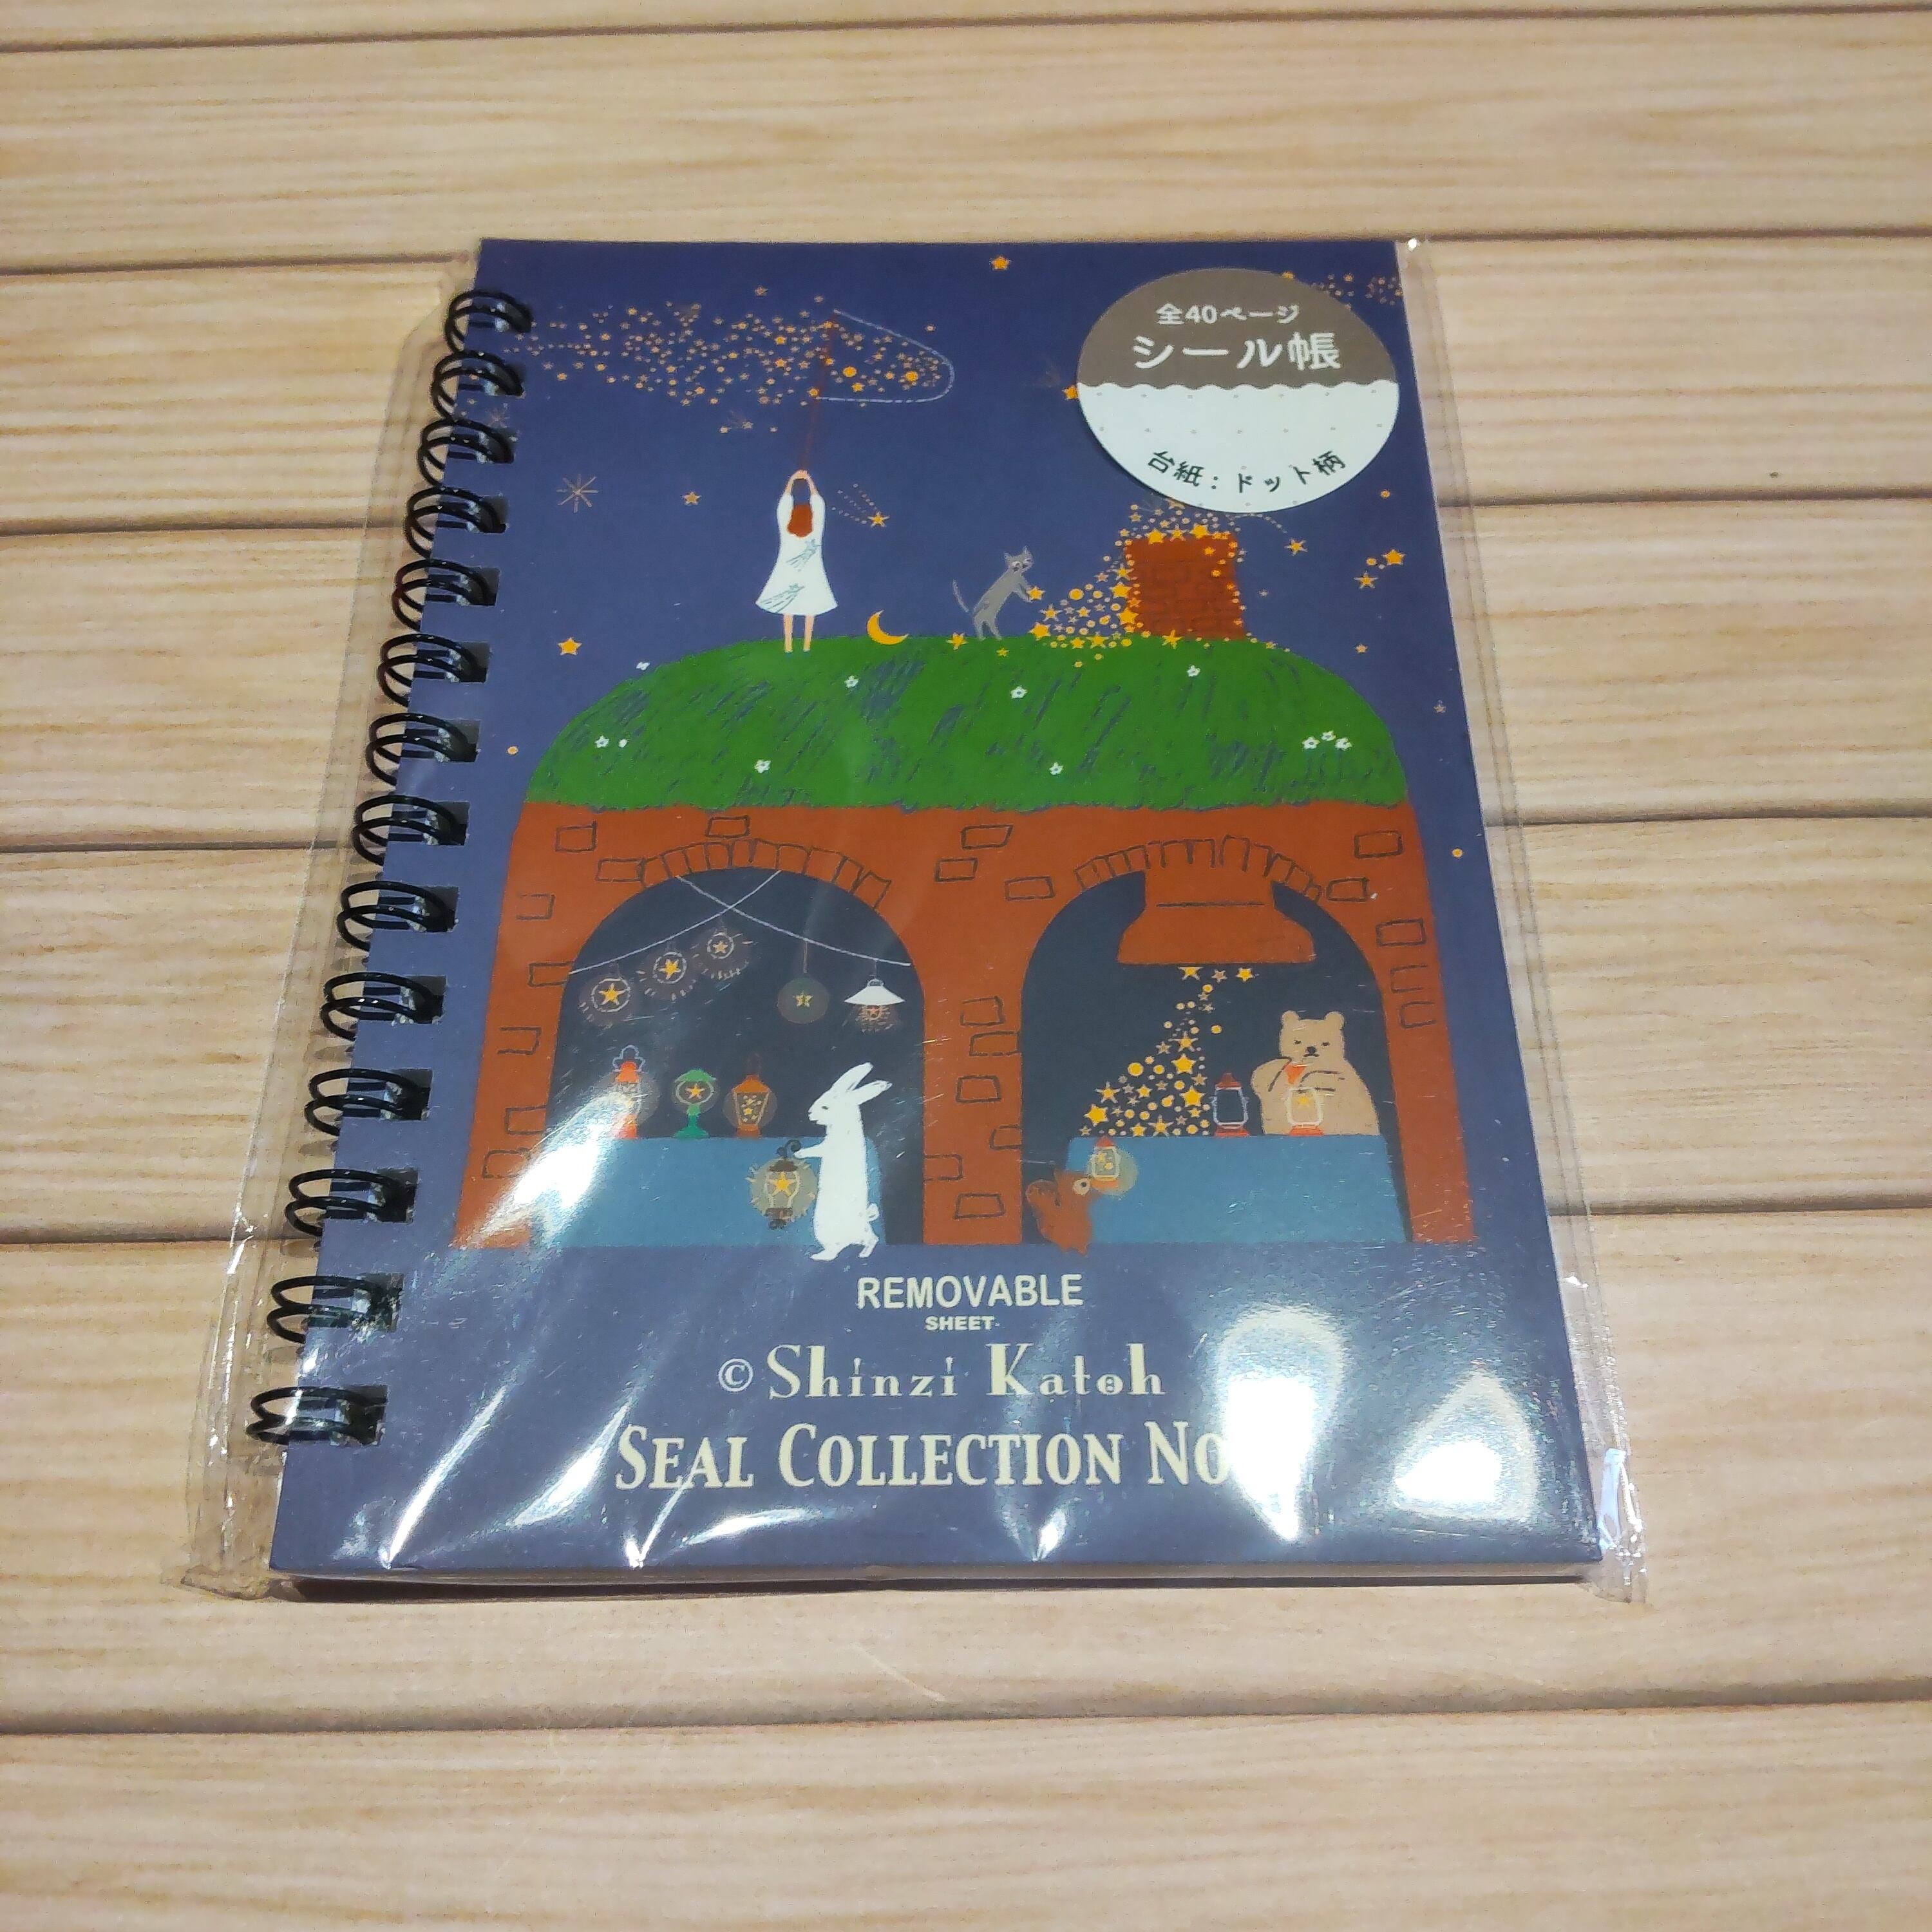 全40ページ
シール帳
台紙：ドット柄
REMOVABLE
SHEET
© Shinzi Katoh
SEAL COLLECTION NO